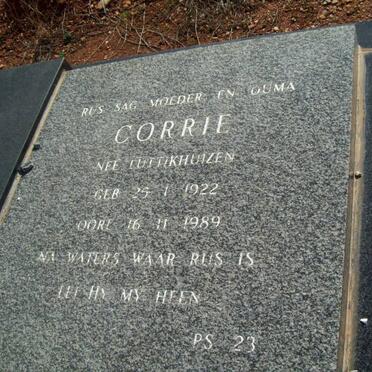 RUS SAG MOEDER EN OUMA
CORRIE
NEE LUTTIKHUIZEN
GEB 25 1 1922
OORL 16 11 1989
NA WATERS WAAR RUS IS
LEI HY MY HEEN
PS 23